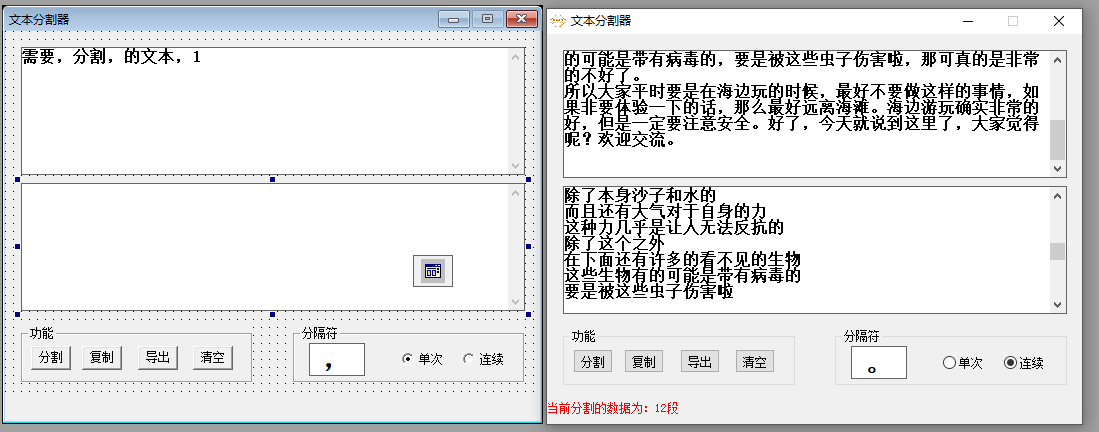 文本分割器
需要，分割，的文本，1
功能
分割 复制 导出 清空
分隔符
，
单次 连续
文本分割器
的可能是带有病毒的，要是被这些虫子伤害啦，那可真的是非常
的不好了。
所以大家平时要是在海边玩的时候，最好不要做这样的事情，如
果非要体验一下的话，那么最好远离海滩。海边游玩确实非常的
好，但是一定要注意安全。好了，今天就说到这里了，大家觉得
呢？欢迎交流。
除了本身沙子和水的
而且还有大气对于自身的力
这种力几乎是让人无法反抗的
除了这个之外
在下面还有许多的看不见的生物
这些生物有的可能是带有病毒的
要是被这些虫子伤害啦
功能
分割 复制 导出 清空
分隔符
。
单次 连续
当前分割的数据为：12段